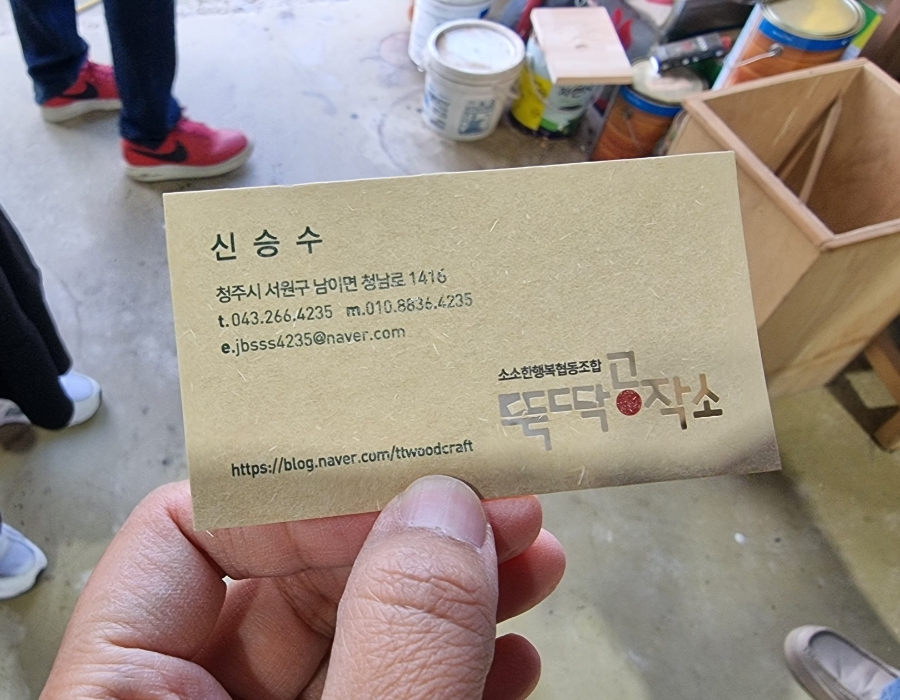 신승수
청주시 서원구 남이면 청남로 1416
t.043.266.4235 m.010.8836.4235
e.jbsss4235@naver.com
소소한행복협동조합
뚝딱공작소
https://blog.naver.com/ttwoodcraft